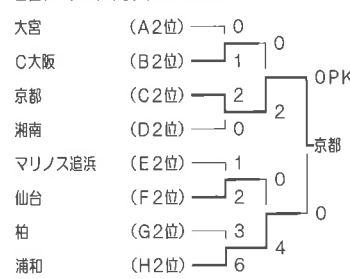 大宮 (A2位) 0
0
C大阪 (B2位) 1
0PK
京都 (C2位) 2
2
湘南 (D2位) 0
京都
マリノス追浜 (E2位) 1
0
仙台 (F2位) 2
0
柏 (G2位) 3
4
浦和 (H2位) 6